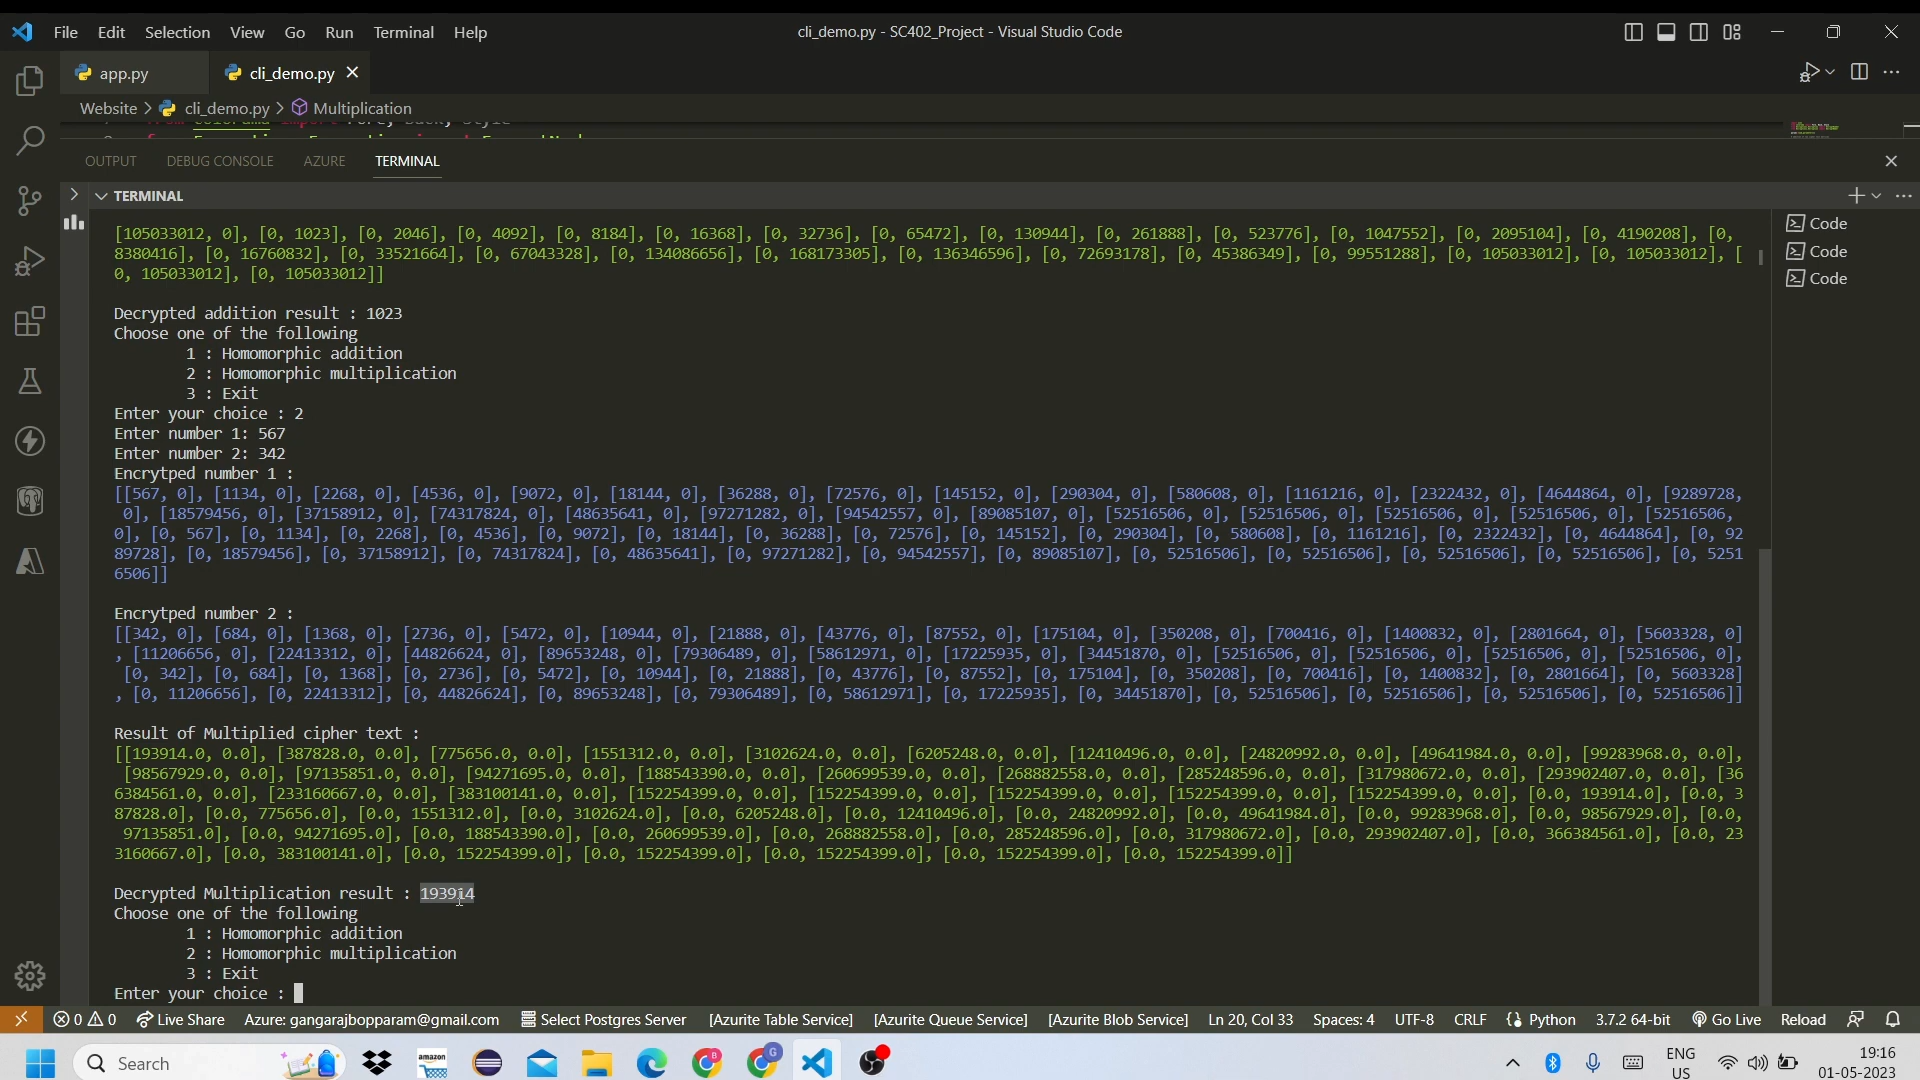 File Edit Selection View Go Run Terminal Help
cli_demo.py - SC402_Project - Visual Studio Code
app.py
cli_demo.py
Website > cli_demo.py > Multiplication
OUTPUT DEBUG CONSOLE AZURE TERMINAL
TERMINAL
[105033012, 0], [0, 1023], [0, 2046], [0, 4092], [0, 8184], [0, 16368], [0, 32736], [0, 65472], [0, 130944], [0, 261888], [0, 523776], [0, 1047552], [0, 2095104], [0, 4190208], [0,
8380416], [0, 16760832], [0, 33521664], [0, 67043328], [0, 134086656], [0, 168173305], [0, 136346596], [0, 72693178], [0, 45386349], [0, 99551288], [0, 105033012], [0, 105033012], [
0, 105033012], [0, 105033012]]
Decrypted addition result : 1023
Choose one of the following
1 : Homomorphic addition
2 : Homomorphic multiplication
3 : Exit
Enter your choice : 2
Enter number 1: 567
Enter number 2: 342
Encrytped number 1 :
[[567, 0], [1134, 0], [2268, 0], [4536, 0], [9072, 0], [18144, 0], [36288, 0], [72576, 0], [145152, 0], [290304, 0], [580608, 0], [1161216, 0], [2322432, 0], [4644864, 0], [9289728,
0], [18579456, 0], [37158912, 0], [74317824, 0], [48635641, 0], [97271282, 0], [94542557, 0], [89085107, 0], [52516506, 0], [52516506, 0], [52516506, 0], [52516506, 0], [52516506,
0], [0, 567], [0, 1134], [0, 2268], [0, 4536], [0, 9072], [0, 18144], [0, 36288], [0, 72576], [0, 145152], [0, 290304], [0, 580608], [0, 1161216], [0, 2322432], [0, 4644864], [0, 92
89728], [0, 18579456], [0, 37158912], [0, 74317824], [0, 48635641], [0, 97271282], [0, 94542557], [0, 89085107], [0, 52516506], [0, 52516506], [0, 52516506], [0, 52516506], [0, 5251
6506]]
Encrytped number 2 :
[[342, 0], [684, 0], [1368, 0], [2736, 0], [5472, 0], [10944, 0], [21888, 0], [43776, 0], [87552, 0], [175104, 0], [350208, 0], [700416, 0], [1400832, 0], [2801664, 0], [5603328, 0]
, [11206656, 0], [22413312, 0], [44826624, 0], [89653248, 0], [79306489, 0], [58612971, 0], [17225935, 0], [34451870, 0], [52516506, 0], [52516506, 0], [52516506, 0], [52516506, 0],
[0, 342], [0, 684], [0, 1368], [0, 2736], [0, 5472], [0, 10944], [0, 21888], [0, 43776], [0, 87552], [0, 175104], [0, 350208], [0, 700416], [0, 1400832], [0, 2801664], [0, 5603328]
, [0, 11206656], [0, 22413312], [0, 44826624], [0, 89653248], [0, 79306489], [0, 58612971], [0, 17225935], [0, 34451870], [0, 52516506], [0, 52516506], [0, 52516506], [0, 52516506]]
Result of Multiplied cipher text :
[[193914.0, 0.0], [387828.0, 0.0], [775656.0, 0.0], [1551312.0, 0.0], [3102624.0, 0.0], [6205248.0, 0.0], [12410496.0, 0.0], [24820992.0, 0.0], [49641984.0, 0.0], [99283968.0, 0.0],
[98567929.0, 0.0], [97135851.0, 0.0], [94271695.0, 0.0], [188543390.0, 0.0], [260699539.0, 0.0], [268882558.0, 0.0], [285248596.0, 0.0], [317980672.0, 0.0], [293902407.0, 0.0], [36
6384561.0, 0.0], [233160667.0, 0.0], [383100141.0, 0.0], [152254399.0, 0.0], [152254399.0, 0.0], [152254399.0, 0.0], [152254399.0, 0.0], [152254399.0, 0.0], [0.0, 193914.0], [0.0, 3
87828.0], [0.0, 775656.0], [0.0, 1551312.0], [0.0, 3102624.0], [0.0, 6205248.0], [0.0, 12410496.0], [0.0, 24820992.0], [0.0, 49641984.0], [0.0, 99283968.0], [0.0, 98567929.0], [0.0,
97135851.0], [0.0, 94271695.0], [0.0, 188543390.0], [0.0, 260699539.0], [0.0, 268882558.0], [0.0, 285248596.0], [0.0, 317980672.0], [0.0, 293902407.0], [0.0, 366384561.0], [0.0, 23
3160667.0], [0.0, 383100141.0], [0.0, 152254399.0], [0.0, 152254399.0], [0.0, 152254399.0], [0.0, 152254399.0], [0.0, 152254399.0]]
Decrypted Multiplication result : 193914
Choose one of the following
1 : Homomorphic addition
2 : Homomorphic multiplication
3 : Exit
Enter your choice :
Code
Code
Code
0 0 Live Share Azure: gangarajbopparam@gmail.com Select Postgres Server [Azurite Table Service] [Azurite Queue Service] [Azurite Blob Service] Ln 20, Col 33 Spaces: 4 UTF-8 CRLF Python 3.7.2 64-bit Go Live Reload
Search
amazon
B
G
ENG
US
19:16
01-05-2023